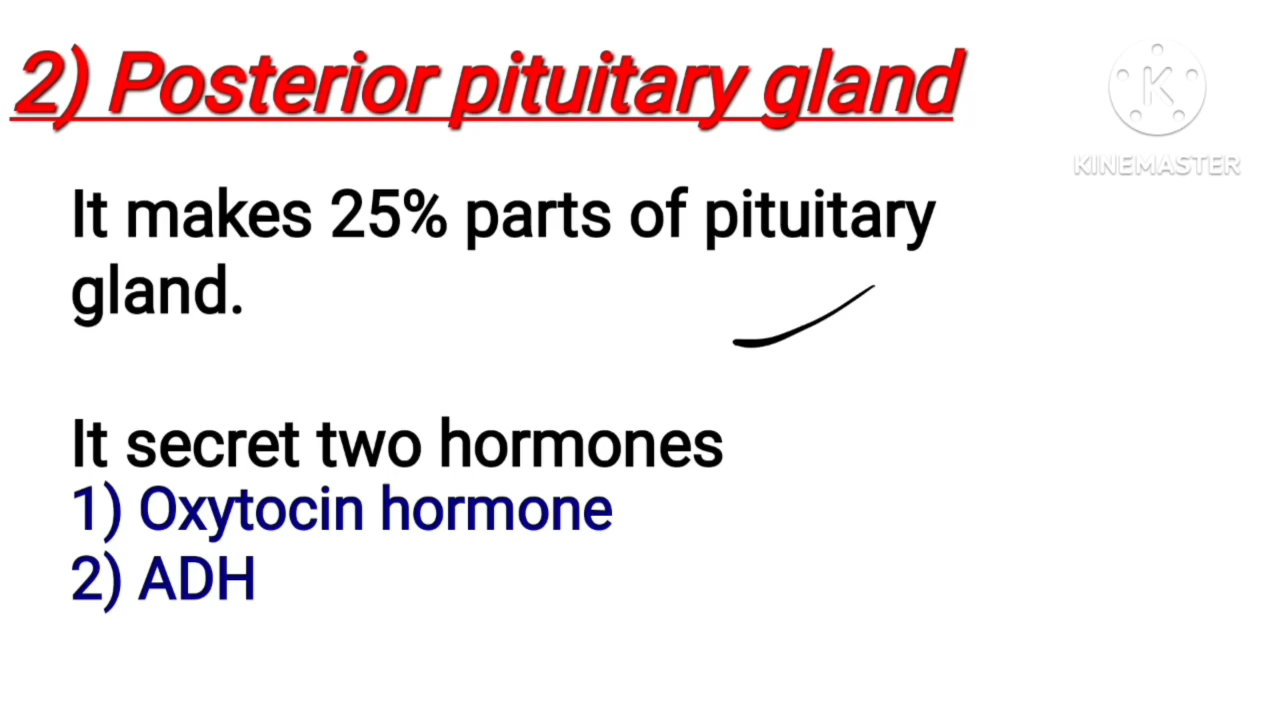 2) Posterior pituitary gland
K
KINEMASTER
It makes 25% parts of pituitary
gland.
It secret two hormones
1) Oxytocin hormone
2) ADH